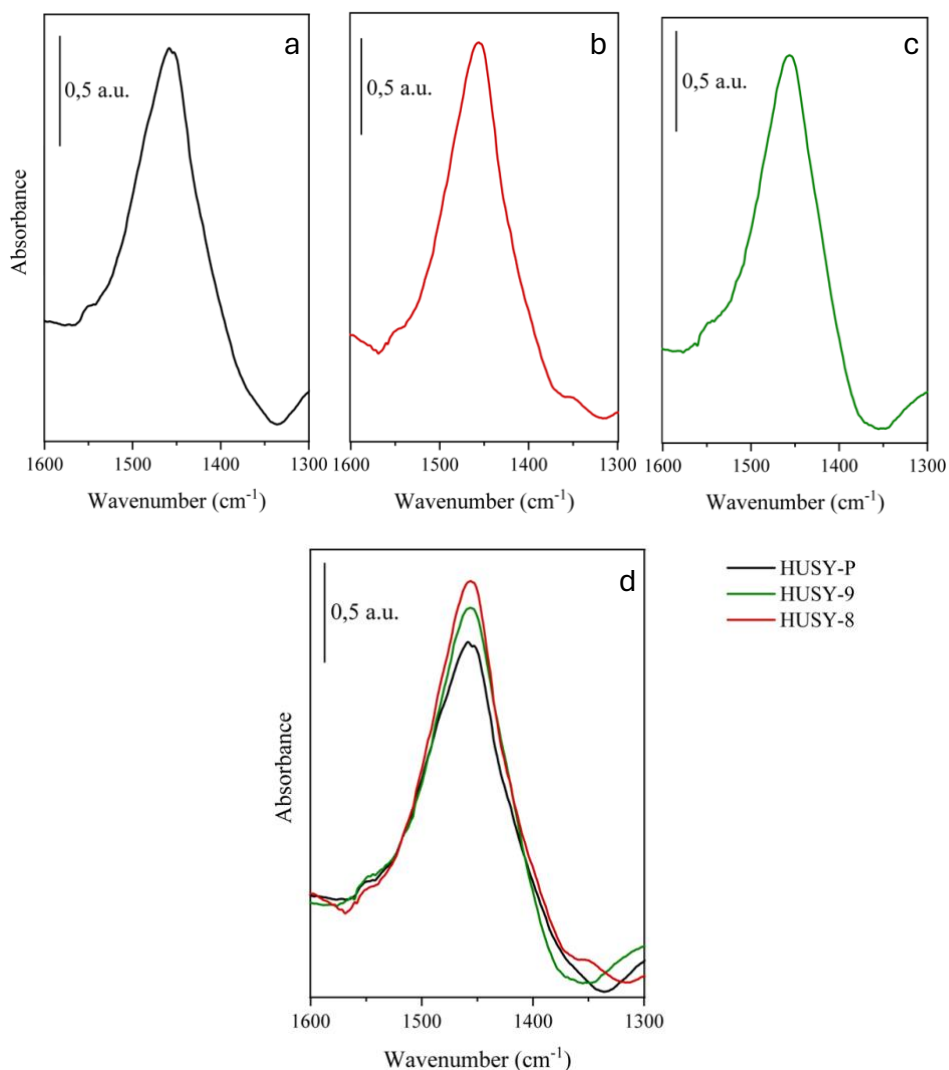 a
0,5 a.u.
Absorbance
1600 1500 1400 1300
Wavenumber (cm⁻¹)
b
0,5 a.u.
1600 1500 1400 1300
Wavenumber (cm⁻¹)
c
0,5 a.u.
1600 1500 1400 1300
Wavenumber (cm⁻¹)
d
0,5 a.u.
Absorbance
1600 1500 1400 1300
Wavenumber (cm⁻¹)
HUSY-P
HUSY-9
HUSY-8